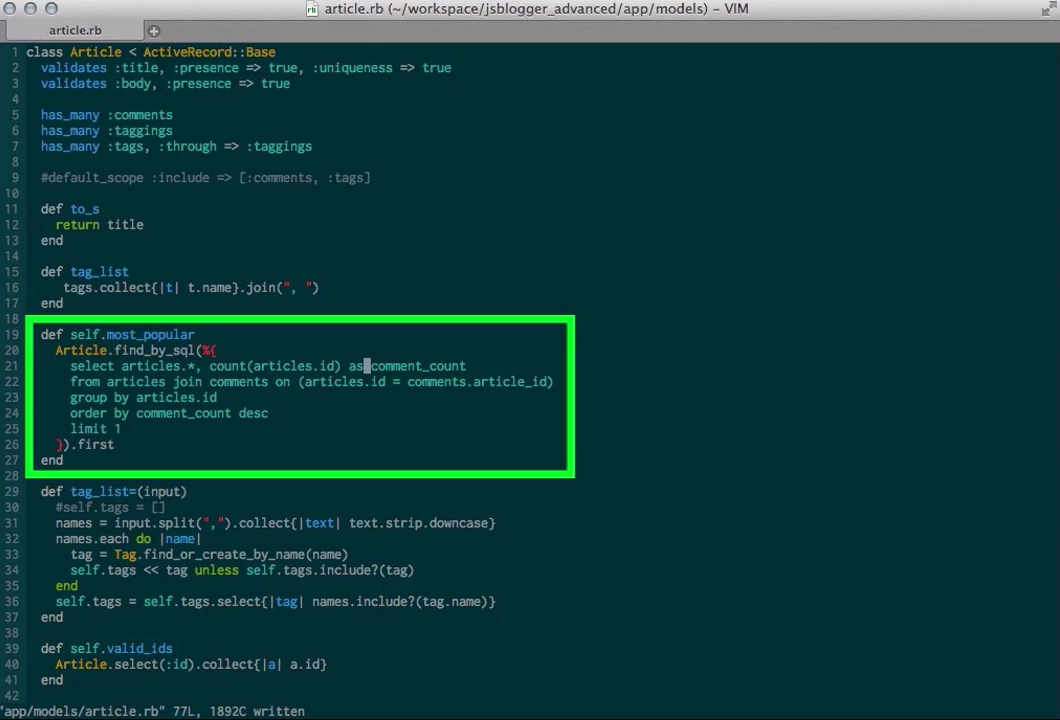 article.rb (~/workspace/jsblogger_advanced/app/models) - VIM
article.rb
1 class Article < ActiveRecord::Base
2   validates :title, :presence => true, :uniqueness => true
3   validates :body, :presence => true
4
5   has_many :comments
6   has_many :taggings
7   has_many :tags, :through => :taggings
8
9   #default_scope :include => [:comments, :tags]
10
11   def to_s
12     return title
13   end
14
15   def tag_list
16      tags.collect{|t| t.name}.join(", ")
17   end
18
19   def self.most_popular
20     Article.find_by_sql(%{
21       select articles.*, count(articles.id) as comment_count
22       from articles join comments on (articles.id = comments.article_id)
23       group by articles.id
24       order by comment_count desc
25       limit 1
26     }).first
27   end
28
29   def tag_list=(input)
30     #self.tags = []
31     names = input.split(",").collect{|text| text.strip.downcase}
32     names.each do |name|
33       tag = Tag.find_or_create_by_name(name)
34       self.tags << tag unless self.tags.include?(tag)
35     end
36     self.tags = self.tags.select{|tag| names.include?(tag.name)}
37   end
38
39   def self.valid_ids
40     Article.select(:id).collect{|a| a.id}
41   end
42
"app/models/article.rb" 77L, 1892C written